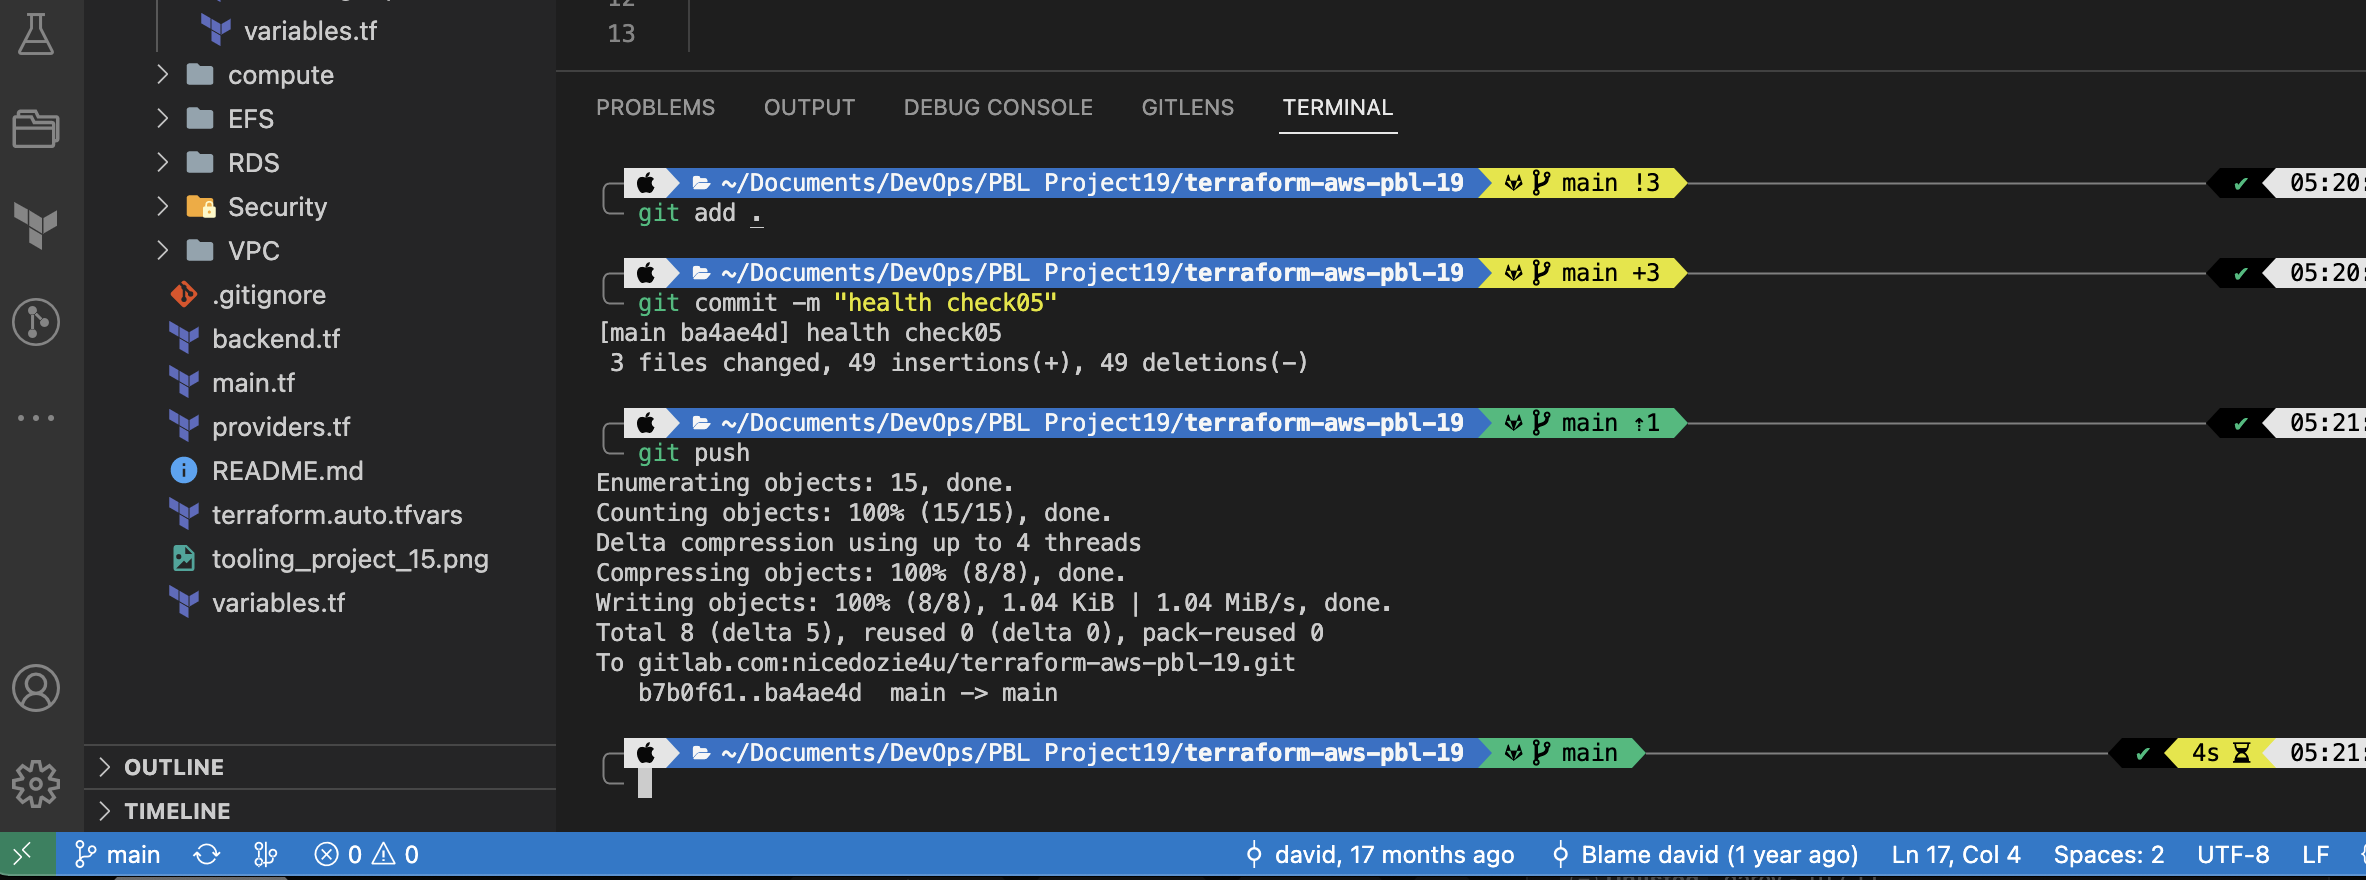 variables.tf
compute
EFS
RDS
Security
VPC
.gitignore
backend.tf
main.tf
providers.tf
README.md
terraform.auto.tfvars
tooling_project_15.png
variables.tf
OUTLINE
TIMELINE
12
13
PROBLEMS OUTPUT DEBUG CONSOLE GITLENS TERMINAL
~/Documents/DevOps/PBL Project19/terraform-aws-pbl-19 main !3 ✔ 05:20:
git add .
~/Documents/DevOps/PBL Project19/terraform-aws-pbl-19 main +3 ✔ 05:20:
git commit -m "health check05"
[main ba4ae4d] health check05
3 files changed, 49 insertions(+), 49 deletions(-)
~/Documents/DevOps/PBL Project19/terraform-aws-pbl-19 main ⇡1 ✔ 05:21:
git push
Enumerating objects: 15, done.
Counting objects: 100% (15/15), done.
Delta compression using up to 4 threads
Compressing objects: 100% (8/8), done.
Writing objects: 100% (8/8), 1.04 KiB | 1.04 MiB/s, done.
Total 8 (delta 5), reused 0 (delta 0), pack-reused 0
To gitlab.com:nicedozie4u/terraform-aws-pbl-19.git
b7b0f61..ba4ae4d main -> main
~/Documents/DevOps/PBL Project19/terraform-aws-pbl-19 main ✔ 4s 05:21:
main 0 0 david, 17 months ago Blame david (1 year ago) Ln 17, Col 4 Spaces: 2 UTF-8 LF